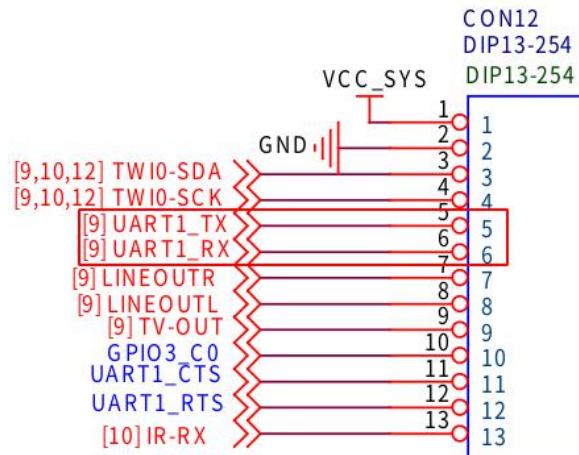 CON12
DIP13-254
VCC_SYS DIP13-254
1 1
GND 2 2
[9,10,12] TWI0-SDA 3 3
[9,10,12] TWI0-SCK 4 4
[9] UART1_TX 5 5
[9] UART1_RX 6 6
[9] LINEOUTR 7 7
[9] LINEOUTL 8 8
[9] TV-OUT 9 9
GPIO3_C0 10 10
UART1_CTS 11 11
UART1_RTS 12 12
[10] IR-RX 13 13